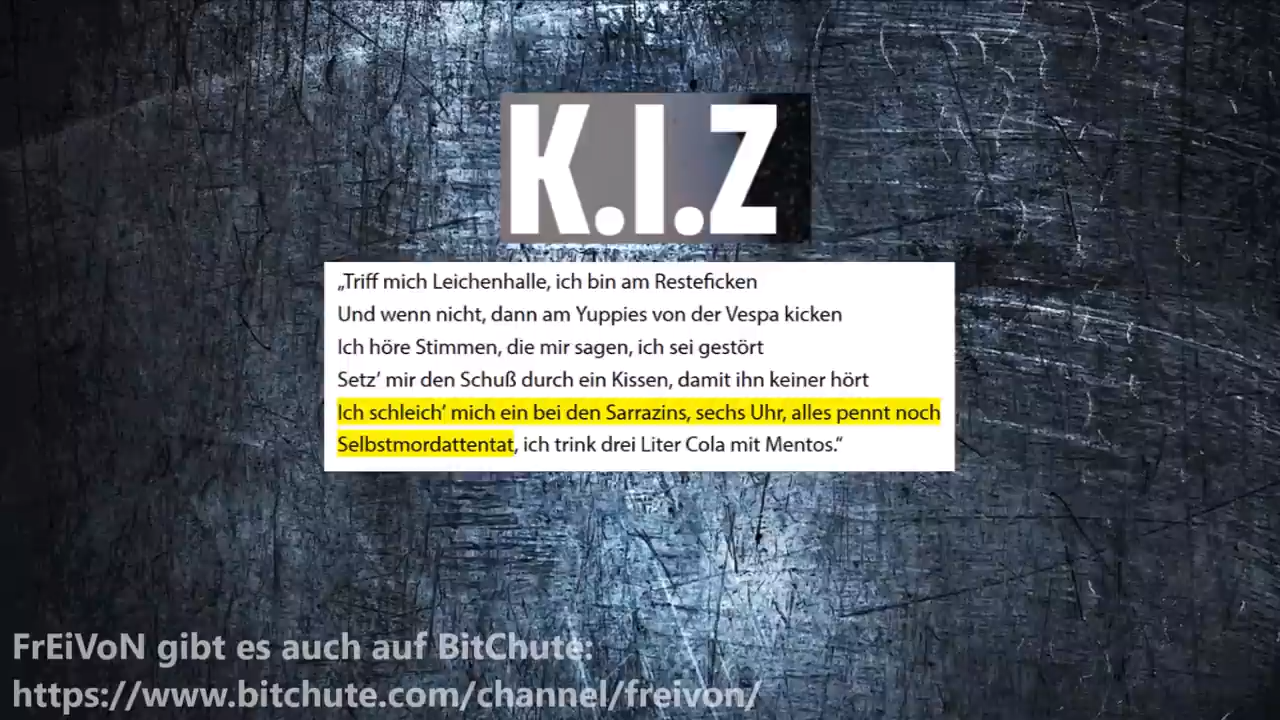 K.I.Z
„Triff mich Leichenhalle, ich bin am Resteficken
Und wenn nicht, dann am Yuppies von der Vespa kicken
Ich höre Stimmen, die mir sagen, ich sei gestört
Setz’ mir den Schuß durch ein Kissen, damit ihn keiner hört
Ich schleich’ mich ein bei den Sarrazins, sechs Uhr, alles pennt noch
Selbstmordattentat, ich trink drei Liter Cola mit Mentos.“
FrEiVoN gibt es auch auf BitChute:
https://www.bitchute.com/channel/freivon/